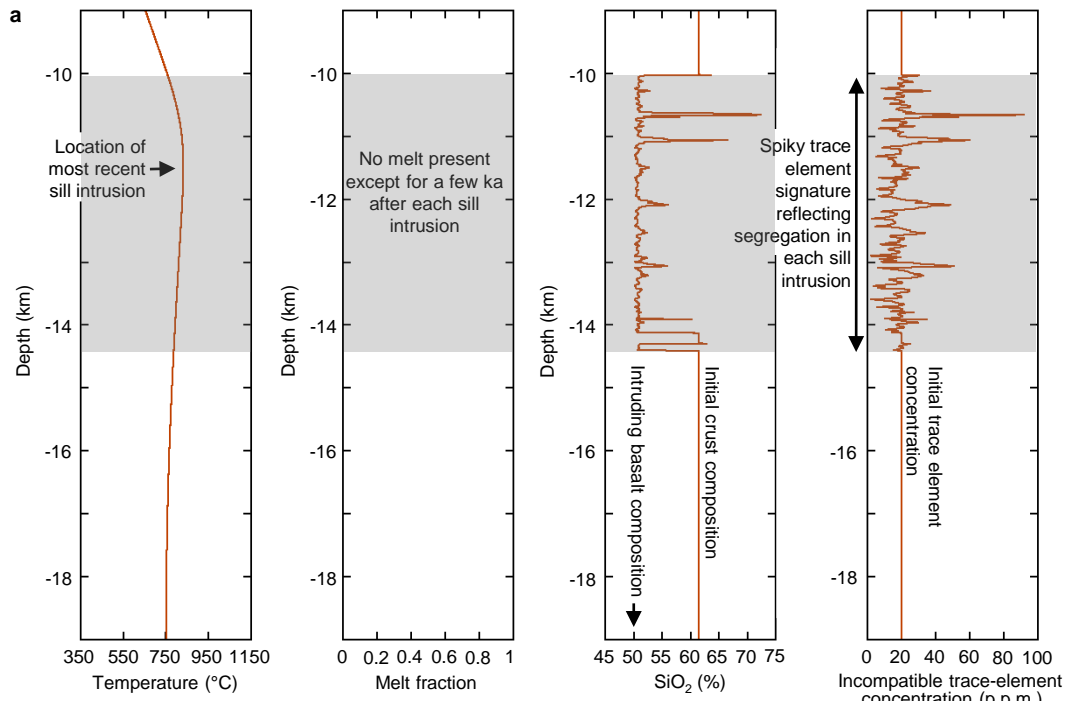 a
-10
-12
-14
-16
-18
Depth (km)
Location of
most recent
sill intrusion
350 550 750 950 1150
Temperature (°C)
-10
-12
-14
-16
-18
Depth (km)
No melt present
except for a few ka
after each sill
intrusion
0 0.2 0.4 0.6 0.8 1
Melt fraction
-10
-12
-14
-16
-18
Depth (km)
Intruding basalt composition
Initial crust composition
45 50 55 60 65 70 75
SiO₂ (%)
-10
-12
-14
-16
-18
Spiky trace
element
signature
reflecting
segregation in
each sill
intrusion
Initial trace element
concentration
0 20 40 60 80 100
Incompatible trace-element
concentration (p.p.m.)